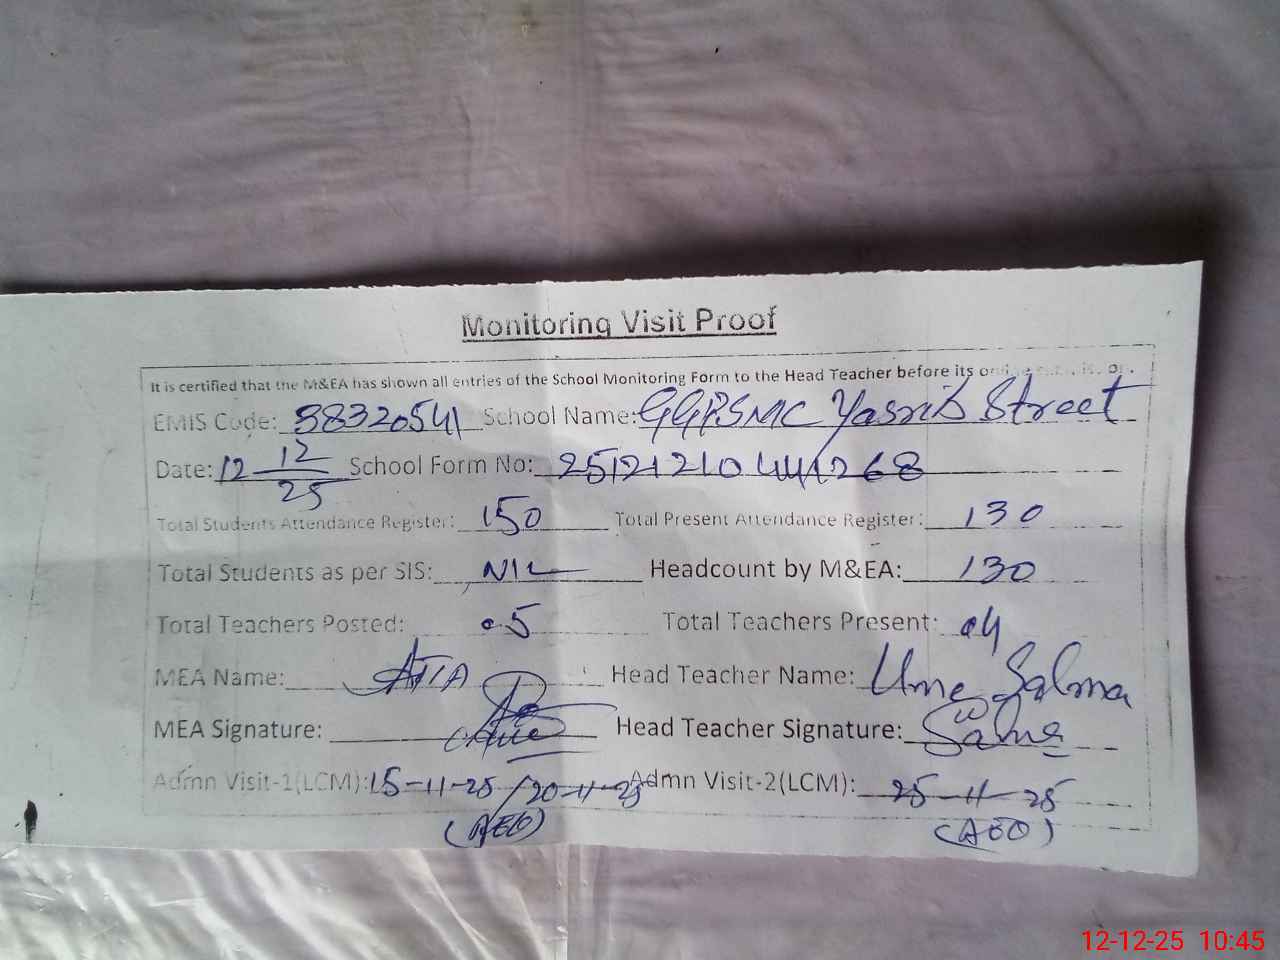 Monitoring Visit Proof
It is certified that the M&EA has shown all entries of the School Monitoring Form to the Head Teacher before its
EMIS Code: 38320541 School Name: GGPSMC Yasrib Street
Date: 12-12-25 School Form No:
Total Students Attendance Register: 150 Total Present Attendance Register: 130
Total Students as per SIS: NIL Headcount by M&EA: 130
Total Teachers Posted: 05 Total Teachers Present: 04
MEA Name: ATIA Head Teacher Name: Ume Salma
MEA Signature: Head Teacher Signature: Salma
Admn Visit-1(LCM): 15-11-25 / 20-11-25 Admn Visit-2(LCM): 25-11-25
(AEO) (AEO)
12-12-25 10:45